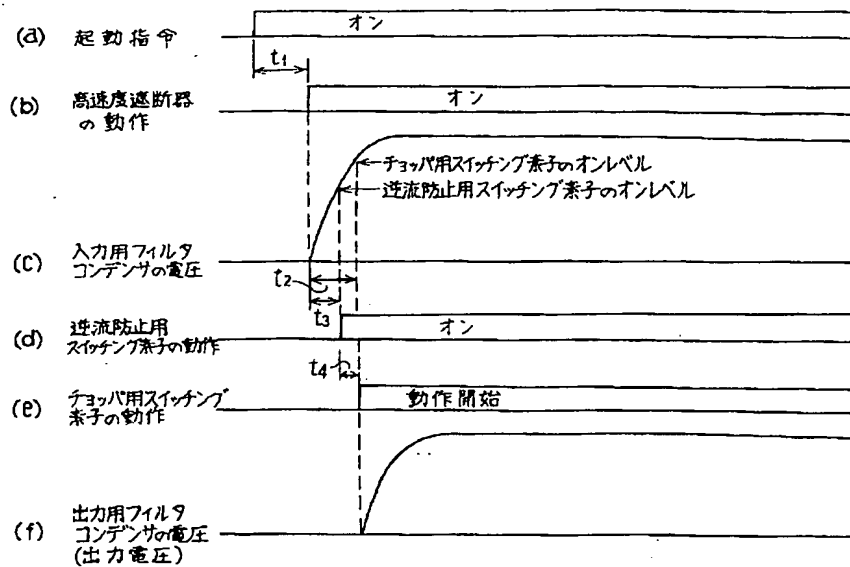 (a) 起動指令
オン
t1
(b) 高速度遮断器
の動作
オン
チョッパ用スイッチング素子のオンレベル
逆流防止用スイッチング素子のオンレベル
(c) 入力用フィルタ
コンデンサの電圧
t2
t3
(d) 逆流防止用
スイッチング素子の動作
オン
t4
(e) チョッパ用スイッチング
素子の動作
動作開始
(f) 出力用フィルタ
コンデンサの電圧
(出力電圧)